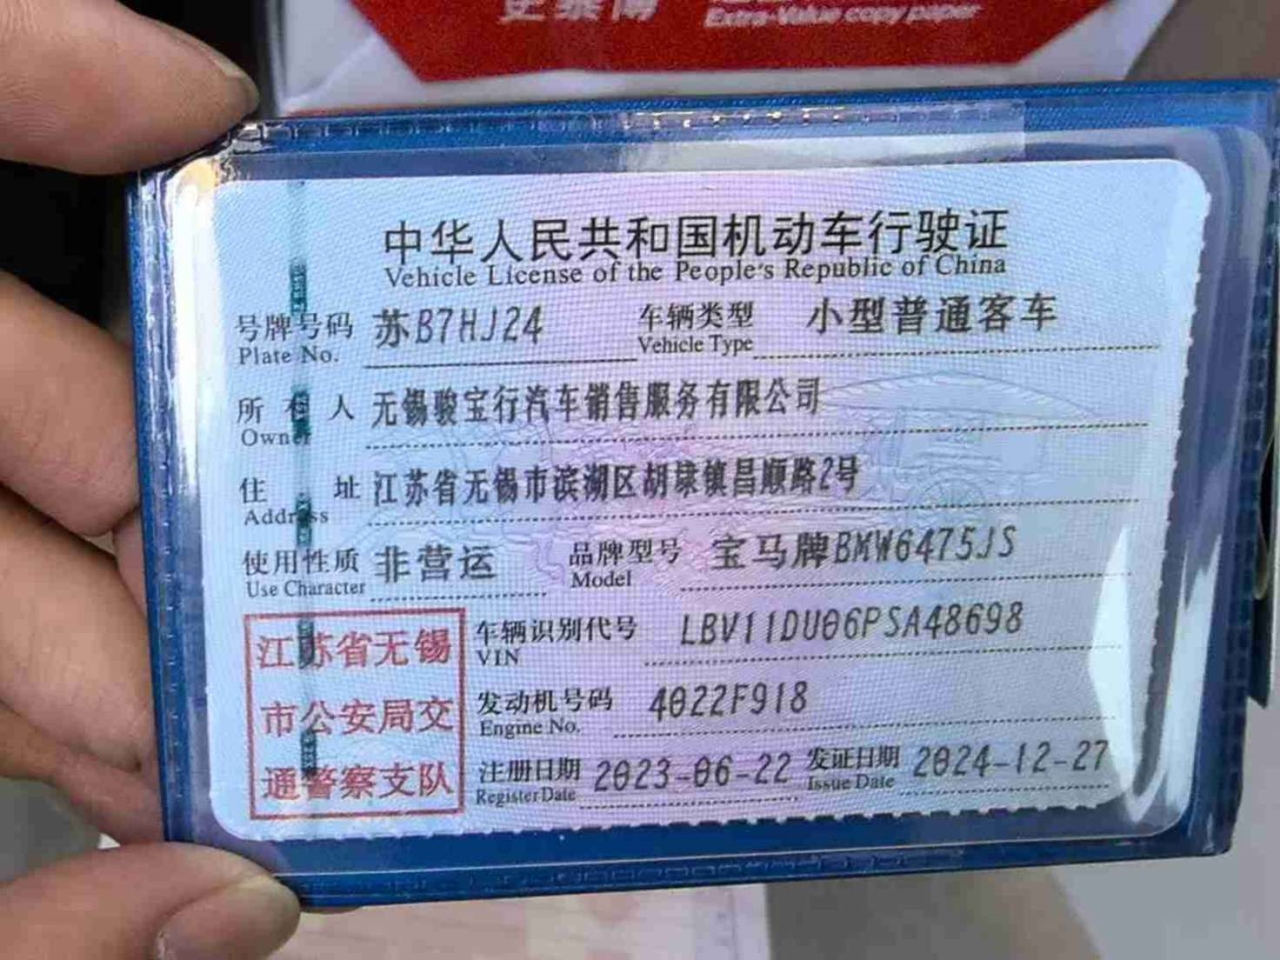 Extra-Value copy paper
中华人民共和国机动车行驶证
Vehicle License of the People's Republic of China
号牌号码 苏B7HJ24 车辆类型 小型普通客车
Plate No. Vehicle Type
所有人 无锡骏宝行汽车销售服务有限公司
Owner
住址 江苏省无锡市滨湖区胡埭镇昌顺路2号
Address
使用性质 非营运 品牌型号 宝马牌BMW6475JS
Use Character Model
江苏省无锡
市公安局交
通警察支队
车辆识别代号 LBV11DU06PSA48698
VIN
发动机号码 4022F918
Engine No.
注册日期 2023-06-22 发证日期 2024-12-27
Register Date Issue Date